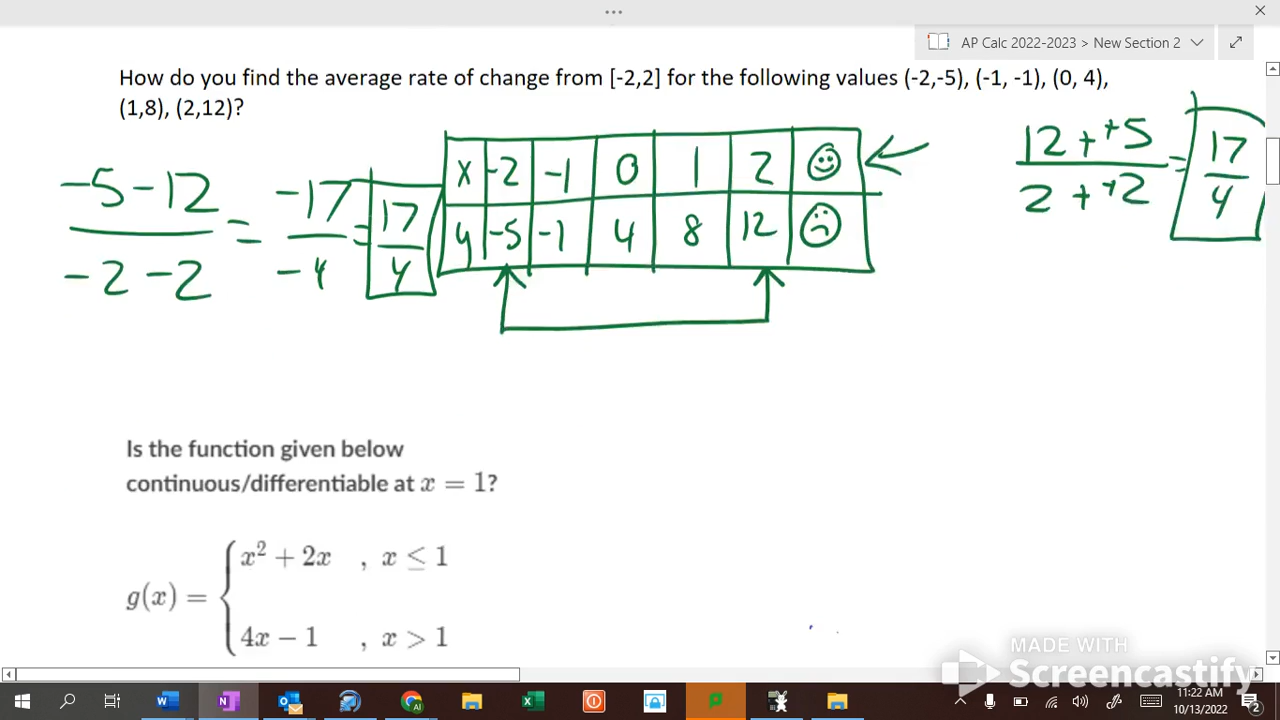 AP Calc 2022-2023 > New Section 2
How do you find the average rate of change from [-2,2] for the following values (-2,-5), (-1, -1), (0, 4),
(1,8), (2,12)?
-5-12 / -2-2 = -17 / -4 = 17/4
x -2 -1 0 1 2
y -5 -1 4 8 12
12 + +5 / 2 + +2 = 17/4
Is the function given below
continuous/differentiable at x = 1?
g(x) = { x² + 2x , x ≤ 1
4x − 1 , x > 1
MADE WITH
Screencastify
11:22 AM
10/13/2022
2